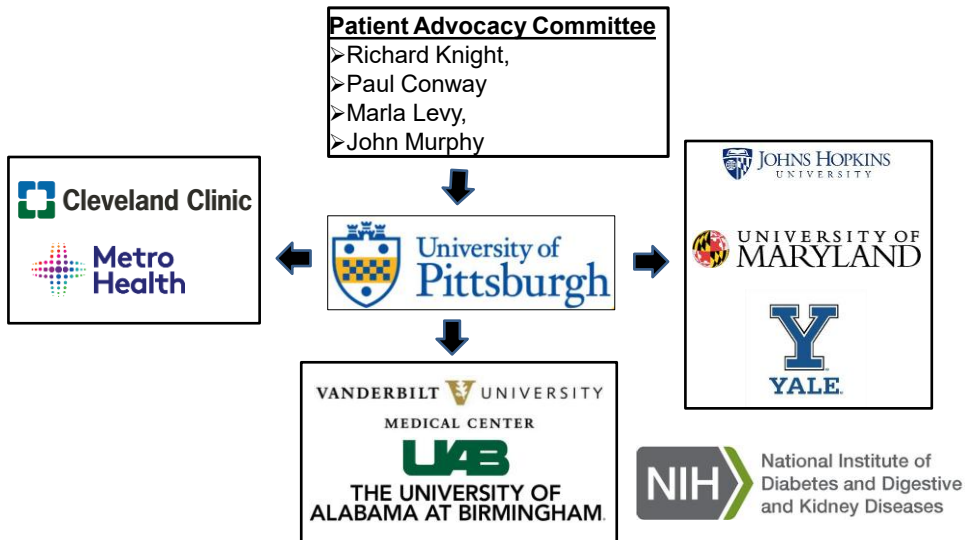 Patient Advocacy Committee
➢Richard Knight,
➢Paul Conway
➢Marla Levy,
➢John Murphy
Cleveland Clinic
Metro
Health
University of
Pittsburgh
JOHNS HOPKINS
UNIVERSITY
UNIVERSITY OF
MARYLAND
Y
YALE
VANDERBILT V UNIVERSITY
MEDICAL CENTER
UAB
THE UNIVERSITY OF
ALABAMA AT BIRMINGHAM.
NIH
National Institute of
Diabetes and Digestive
and Kidney Diseases